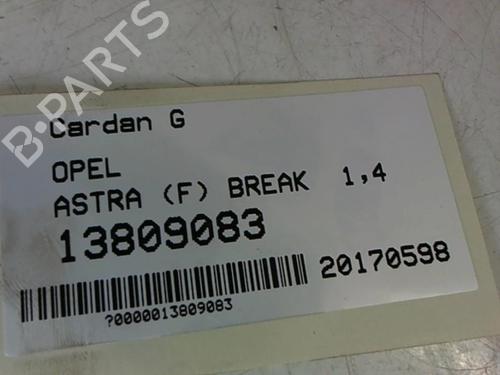 B-PARTS
Cardan G
OPEL
ASTRA (F) BREAK 1,4
13809083
20170598
?0000013809083